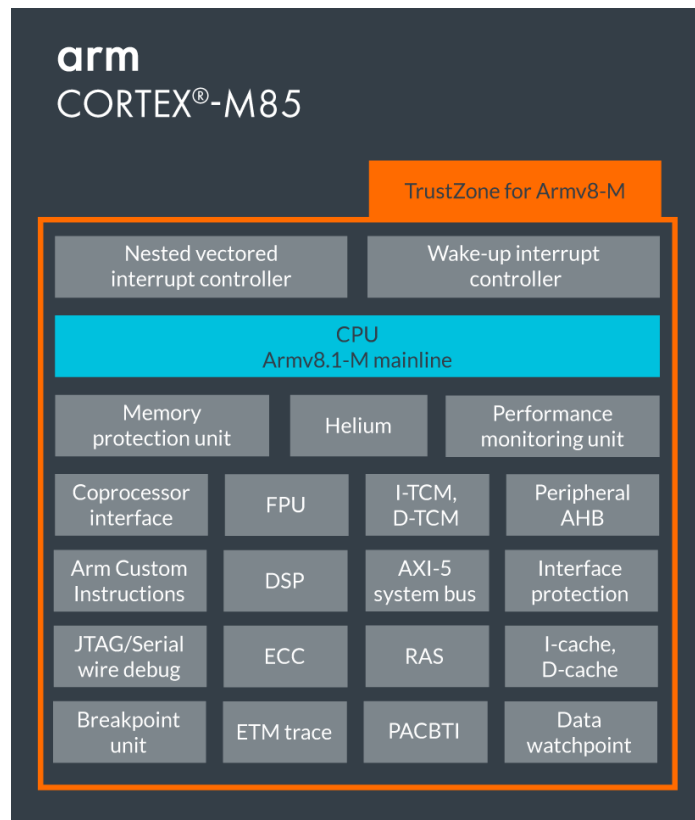 arm
CORTEX®-M85
TrustZone for Armv8-M
Nested vectored
interrupt controller
Wake-up interrupt
controller
CPU
Armv8.1-M mainline
Memory
protection unit
Helium
Performance
monitoring unit
Coprocessor
interface
FPU
I-TCM,
D-TCM
Peripheral
AHB
Arm Custom
Instructions
DSP
AXI-5
system bus
Interface
protection
JTAG/Serial
wire debug
ECC
RAS
I-cache,
D-cache
Breakpoint
unit
ETM trace
PACBTI
Data
watchpoint